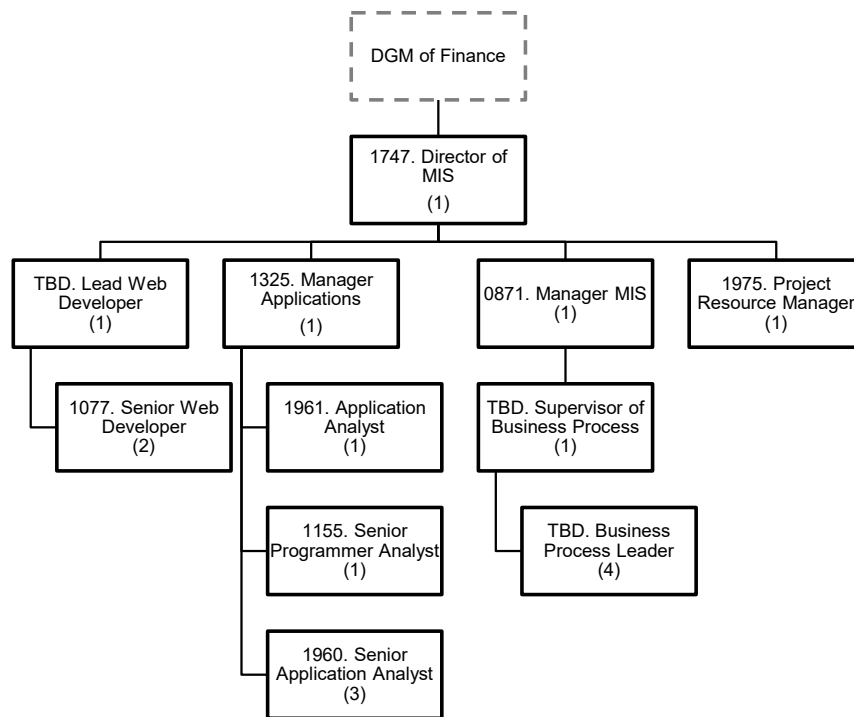 DGM of Finance
1747. Director of
MIS
(1)
TBD. Lead Web
Developer
(1)
1325. Manager
Applications
(1)
0871. Manager MIS
(1)
1975. Project
Resource Manager
(1)
1077. Senior Web
Developer
(2)
1961. Application
Analyst
(1)
TBD. Supervisor of
Business Process
(1)
1155. Senior
Programmer Analyst
(1)
TBD. Business
Process Leader
(4)
1960. Senior
Application Analyst
(3)